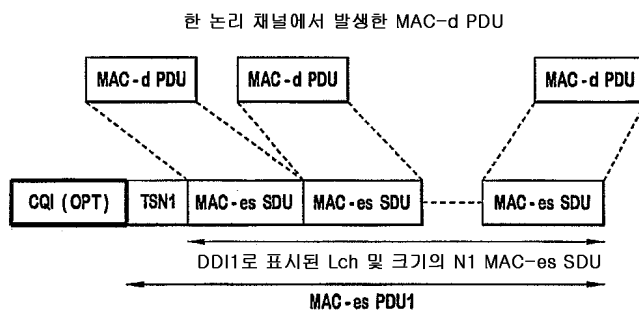 한 논리 채널에서 발생한 MAC-d PDU
MAC-d PDU MAC-d PDU MAC-d PDU
CQI (OPT) TSN1 MAC-es SDU MAC-es SDU MAC-es SDU
DDI1로 표시된 Lch 및 크기의 N1 MAC-es SDU
MAC-es PDU1